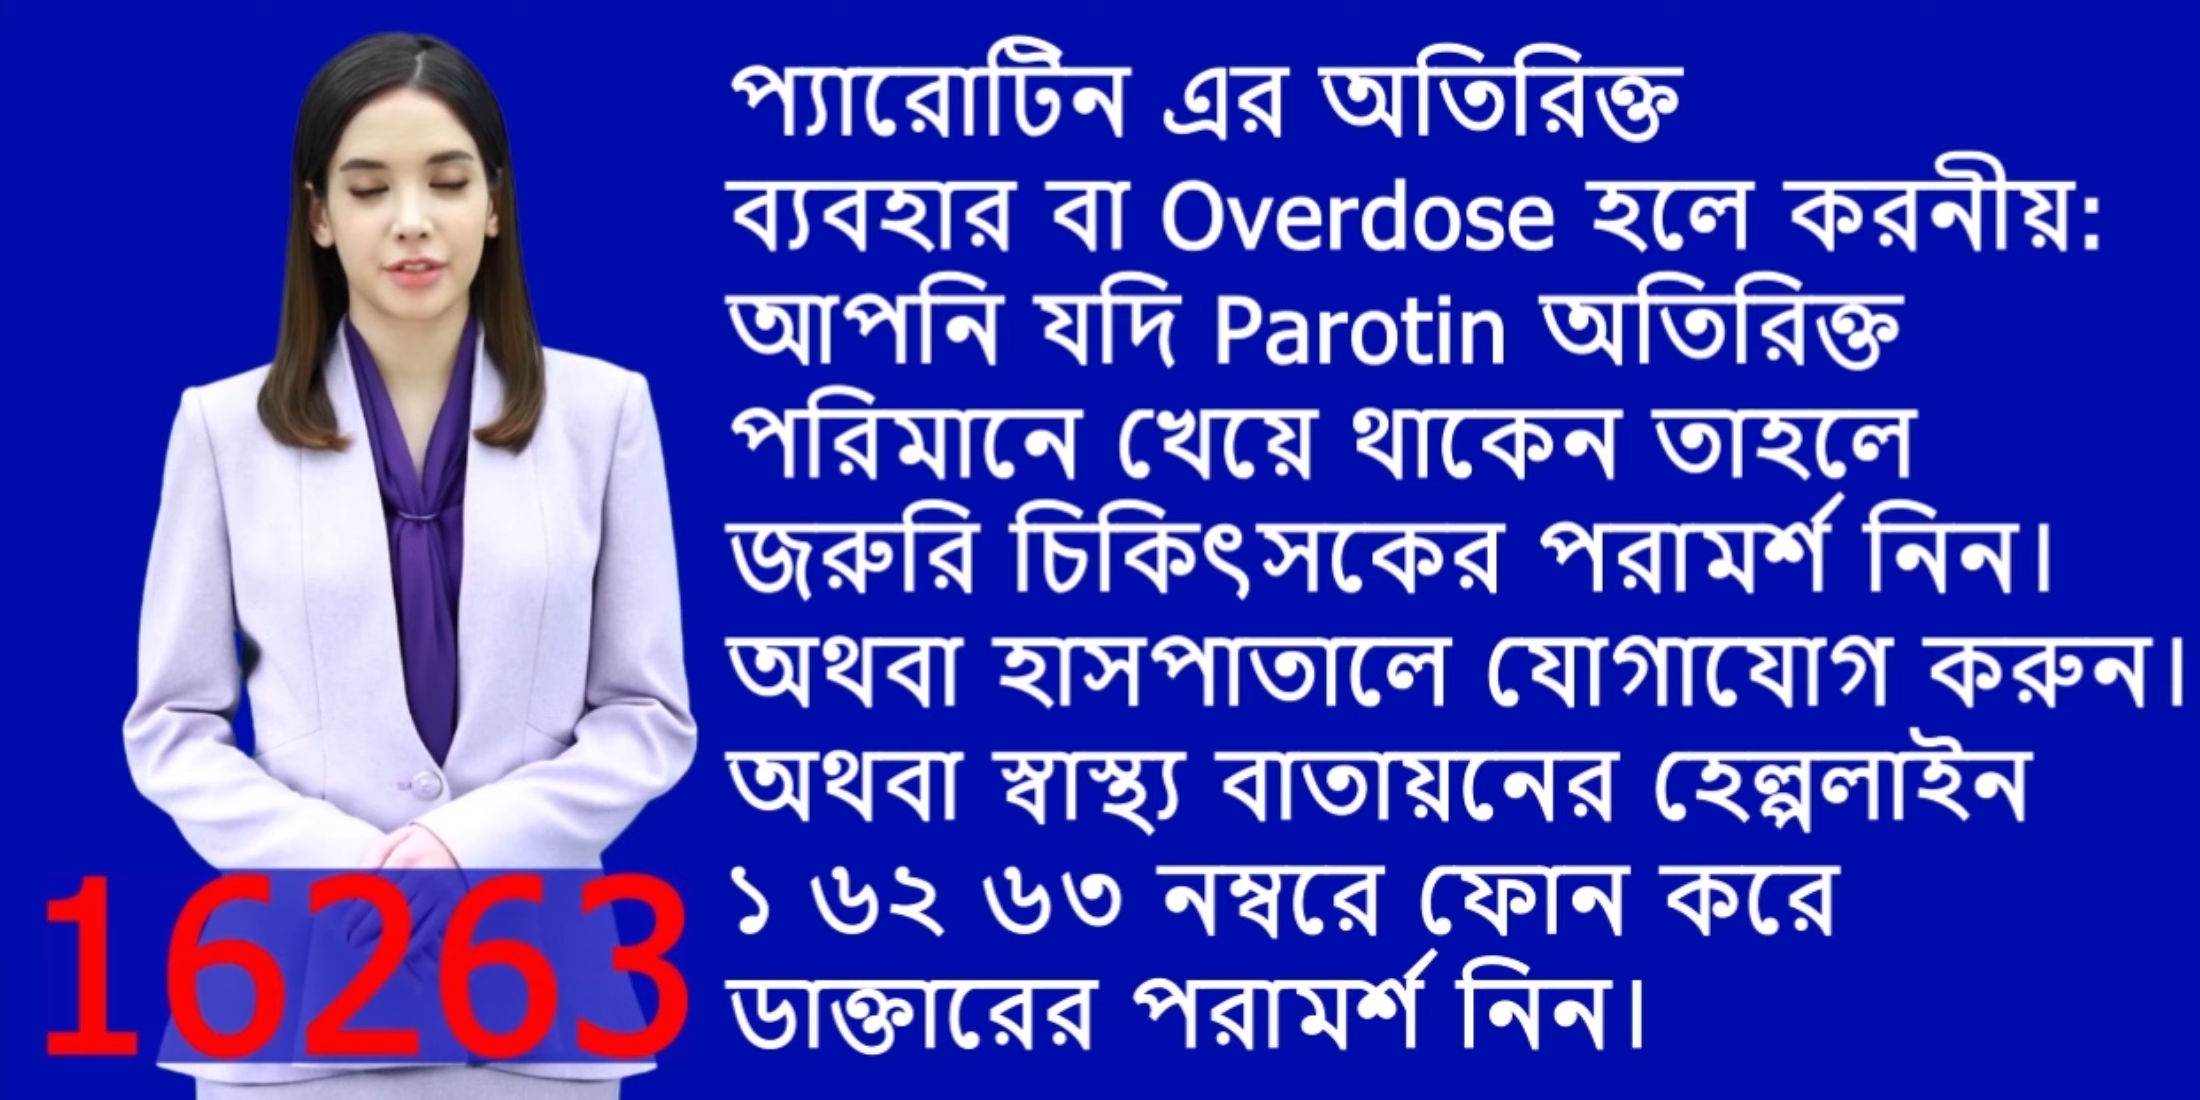 প্যারোটিন এর অতিরিক্ত
ব্যবহার বা Overdose হলে করনীয়:
আপনি যদি Parotin অতিরিক্ত
পরিমানে খেয়ে থাকেন তাহলে
জরুরি চিকিৎসকের পরামর্শ নিন।
অথবা হাসপাতালে যোগাযোগ করুন।
অথবা স্বাস্থ্য বাতায়নের হেল্পলাইন
১ ৬২ ৬৩ নম্বরে ফোন করে
ডাক্তারের পরামর্শ নিন।
16263